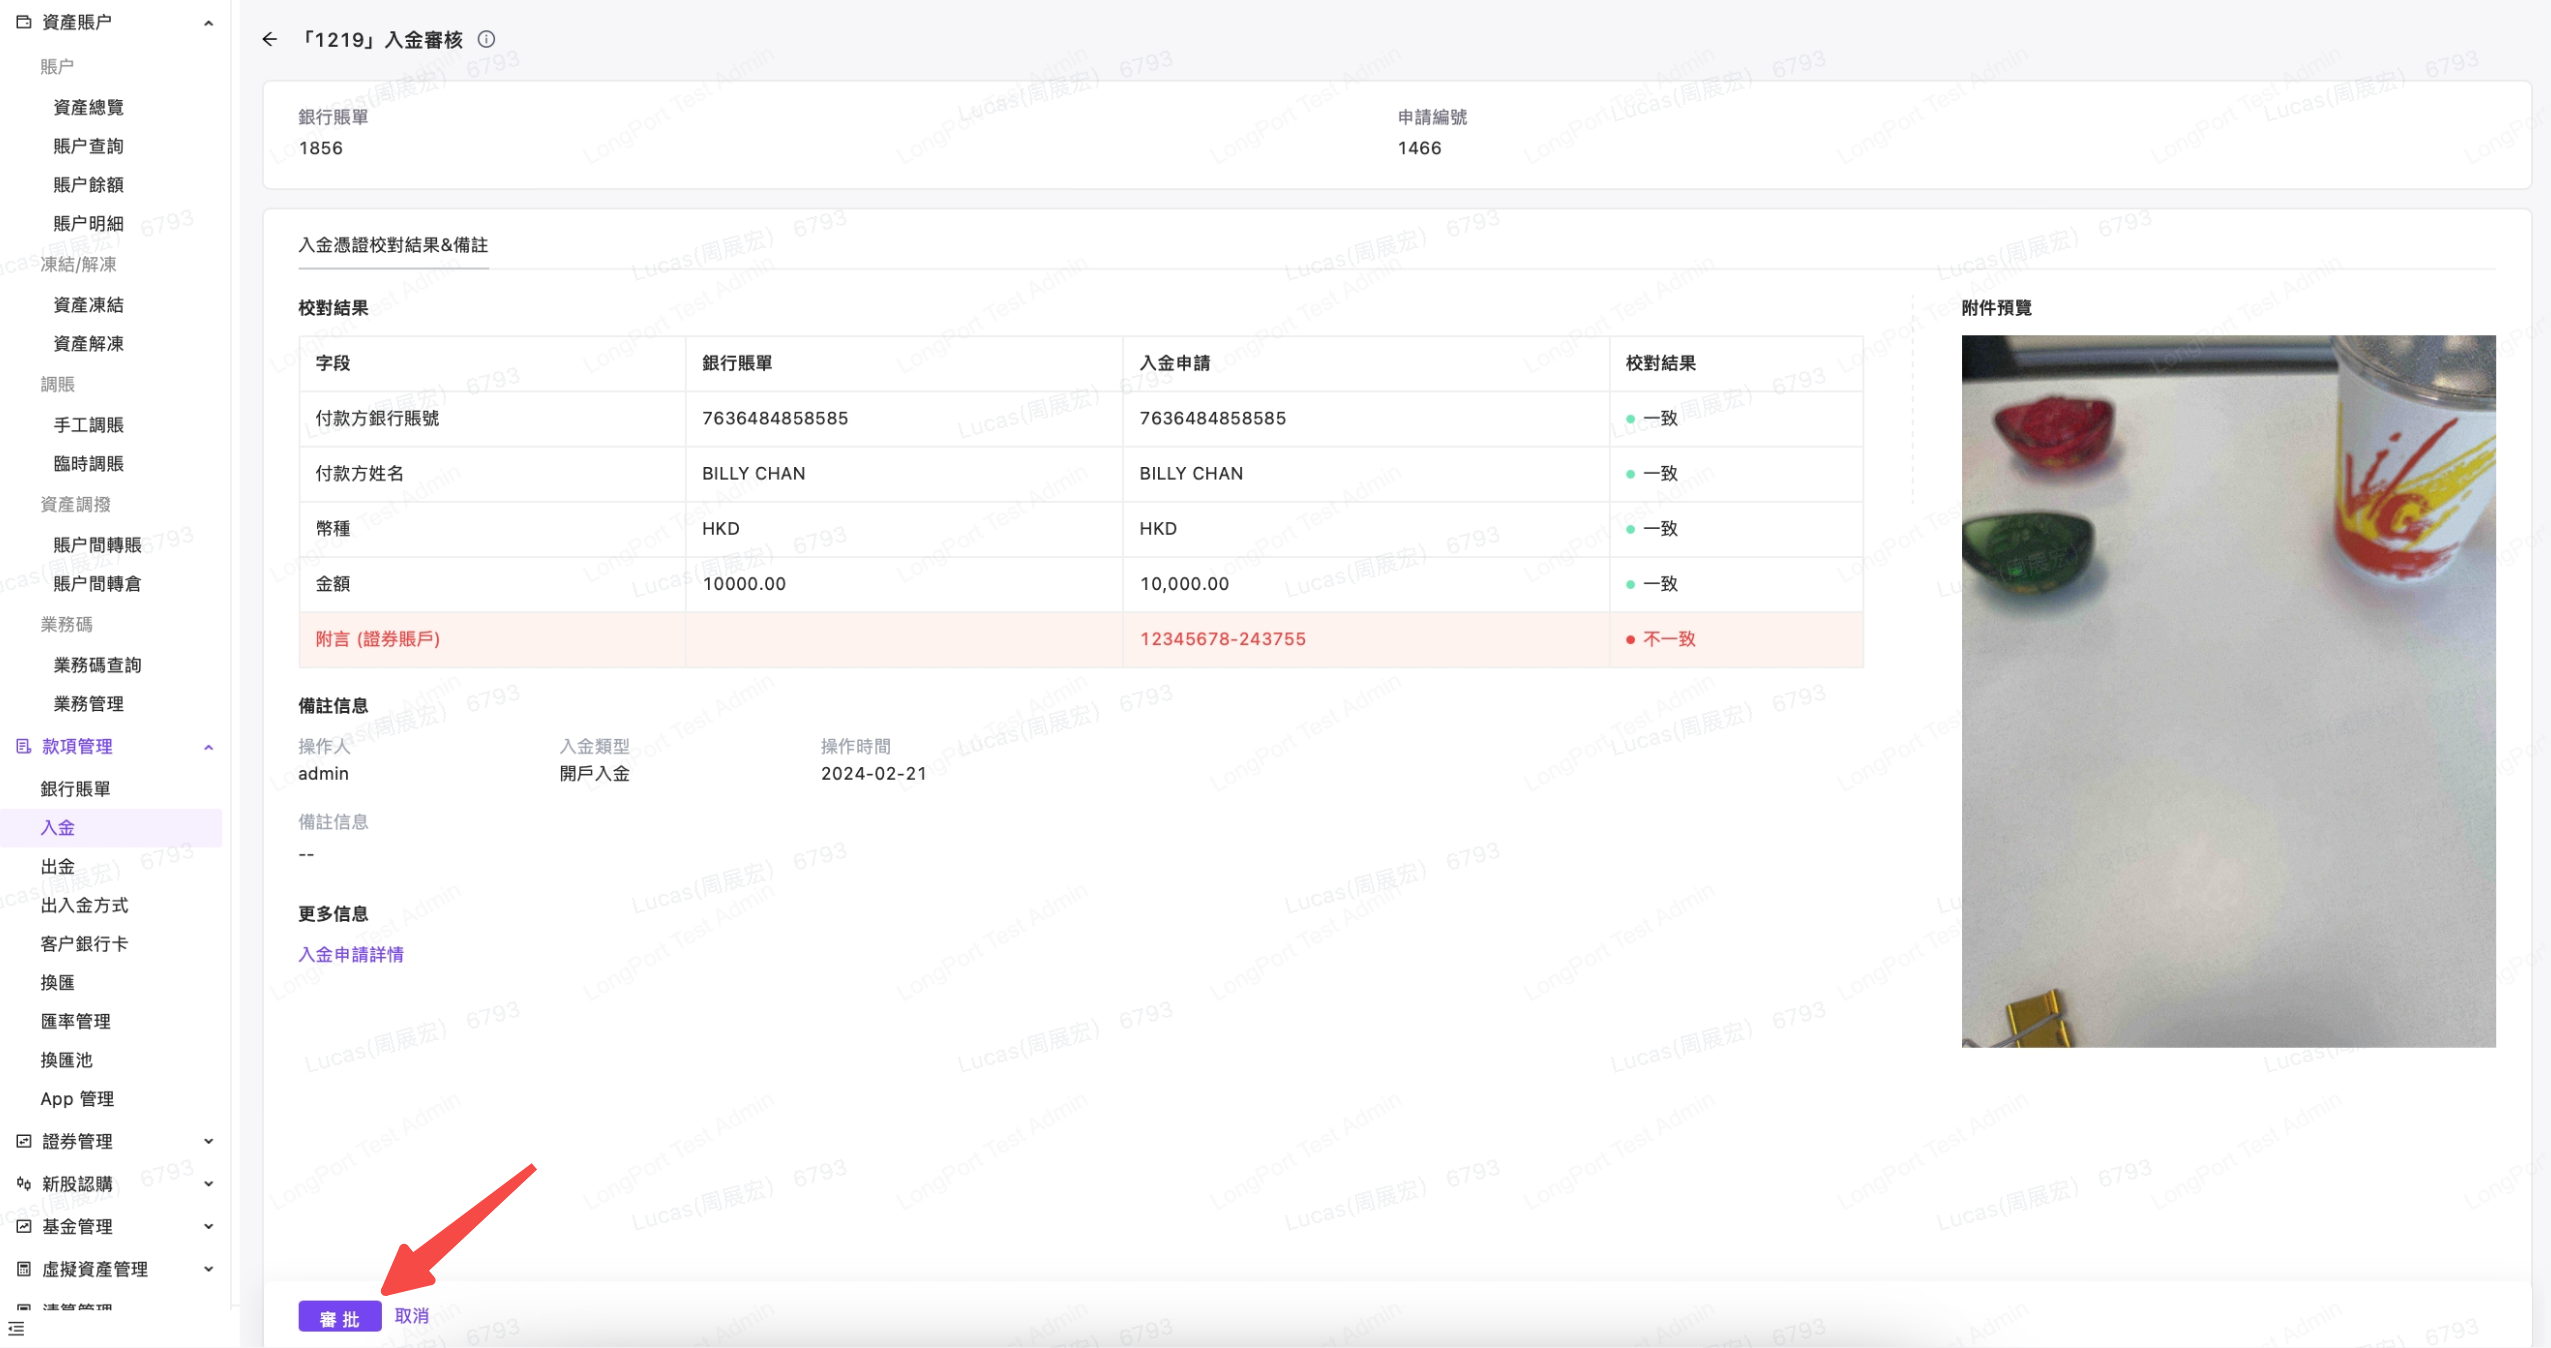 資產賬户
賬户
資產總覽
賬户查詢
賬户餘額
賬户明細
凍結/解凍
資產凍結
資產解凍
調賬
手工調賬
臨時調賬
資產調撥
賬户間轉賬
賬户間轉倉
業務碼
業務碼查詢
業務管理
款項管理
銀行賬單
入金
出金
出入金方式
客户銀行卡
換匯
匯率管理
換匯池
App 管理
證券管理
新股認購
基金管理
虛擬資產管理
清算管理
「1219」入金審核
銀行賬單
1856
申請編號
1466
入金憑證校對結果&備註
校對結果
字段 銀行賬單 入金申請 校對結果
付款方銀行賬號 7636484858585 7636484858585 一致
付款方姓名 BILLY CHAN BILLY CHAN 一致
幣種 HKD HKD 一致
金額 10000.00 10,000.00 一致
附言 (證券賬戶) 12345678-243755 不一致
備註信息
操作人 入金類型 操作時間
admin 開戶入金 2024-02-21
備註信息
--
更多信息
入金申請詳情
附件預覽
審批 取消
Lucas(周展宏) 6793
LongPort Test Admin